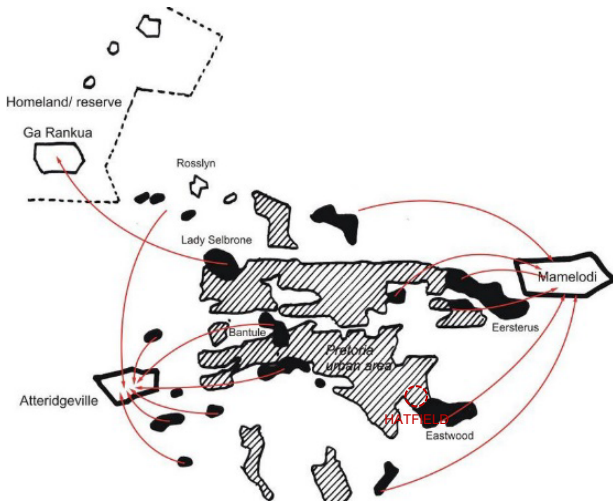 Homeland/ reserve
Ga Rankua
Rosslyn
Lady Selbrone
Mamelodi
Eersterus
Bantule
Pretoria
urban area
Atteridgeville
HATFIELD
Eastwood